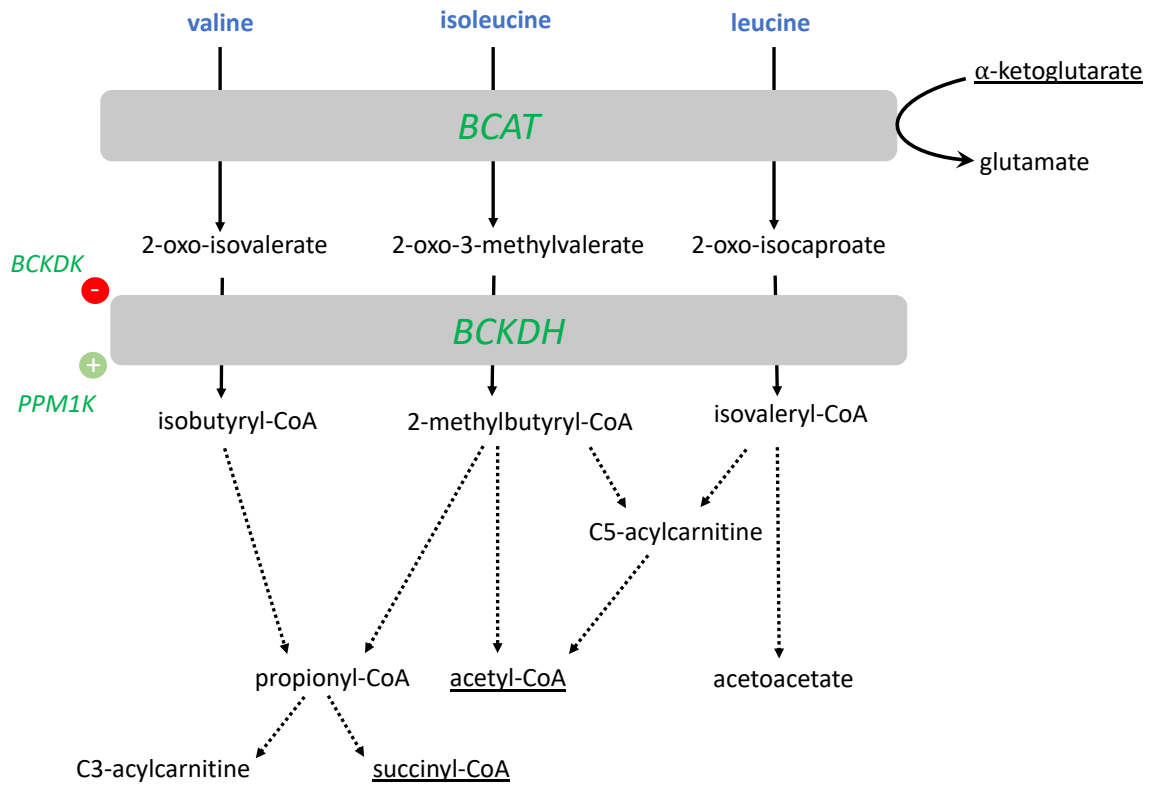 valine
isoleucine
leucine
α-ketoglutarate
BCAT
glutamate
2-oxo-isovalerate
2-oxo-3-methylvalerate
2-oxo-isocaproate
BCKDK
-
BCKDH
+
PPM1K
isobutyryl-CoA
2-methylbutyryl-CoA
isovaleryl-CoA
C5-acylcarnitine
propionyl-CoA
acetyl-CoA
acetoacetate
C3-acylcarnitine
succinyl-CoA